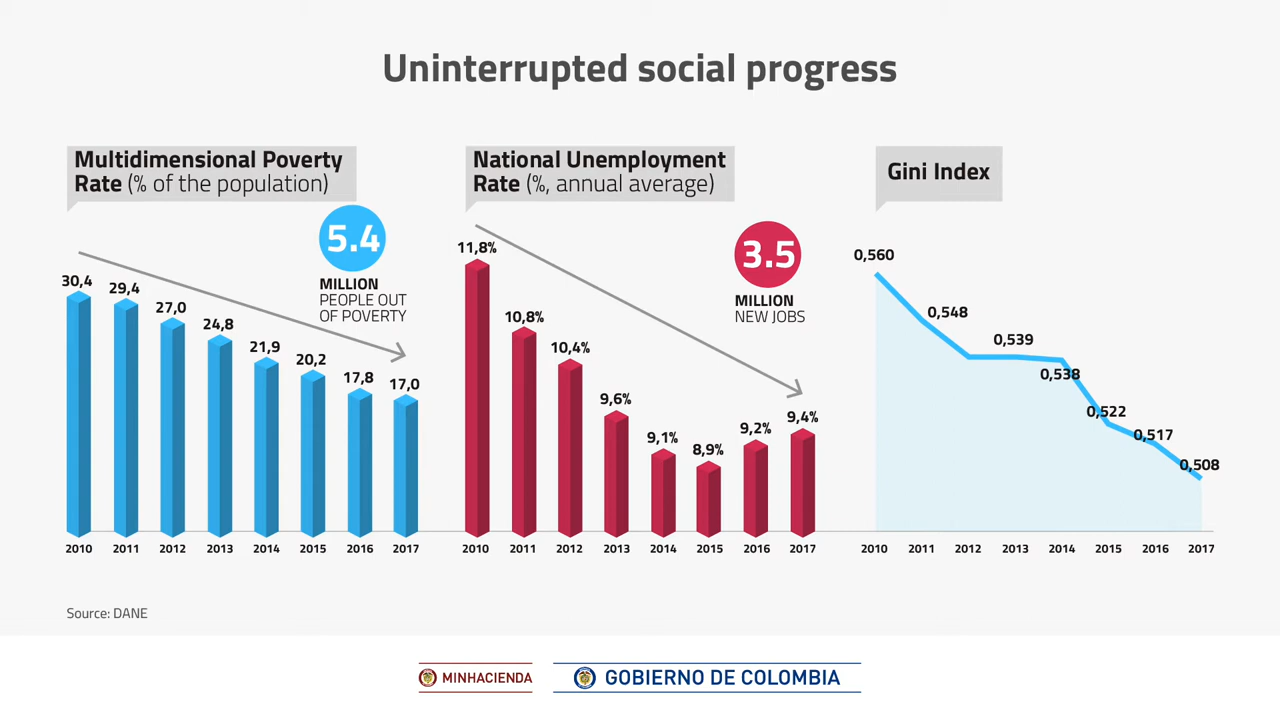 Uninterrupted social progress
Multidimensional Poverty
Rate (% of the population)
5.4
MILLION
PEOPLE OUT
OF POVERTY
30,4
29,4
27,0
24,8
21,9
20,2
17,8
17,0
2010 2011 2012 2013 2014 2015 2016 2017
National Unemployment
Rate (%, annual average)
3.5
MILLION
NEW JOBS
11,8%
10,8%
10,4%
9,6%
9,1%
8,9%
9,2%
9,4%
2010 2011 2012 2013 2014 2015 2016 2017
Gini Index
0,560
0,548
0,539
0,538
0,522
0,517
0,508
2010 2011 2012 2013 2014 2015 2016 2017
Source: DANE
MINHACIENDA
GOBIERNO DE COLOMBIA